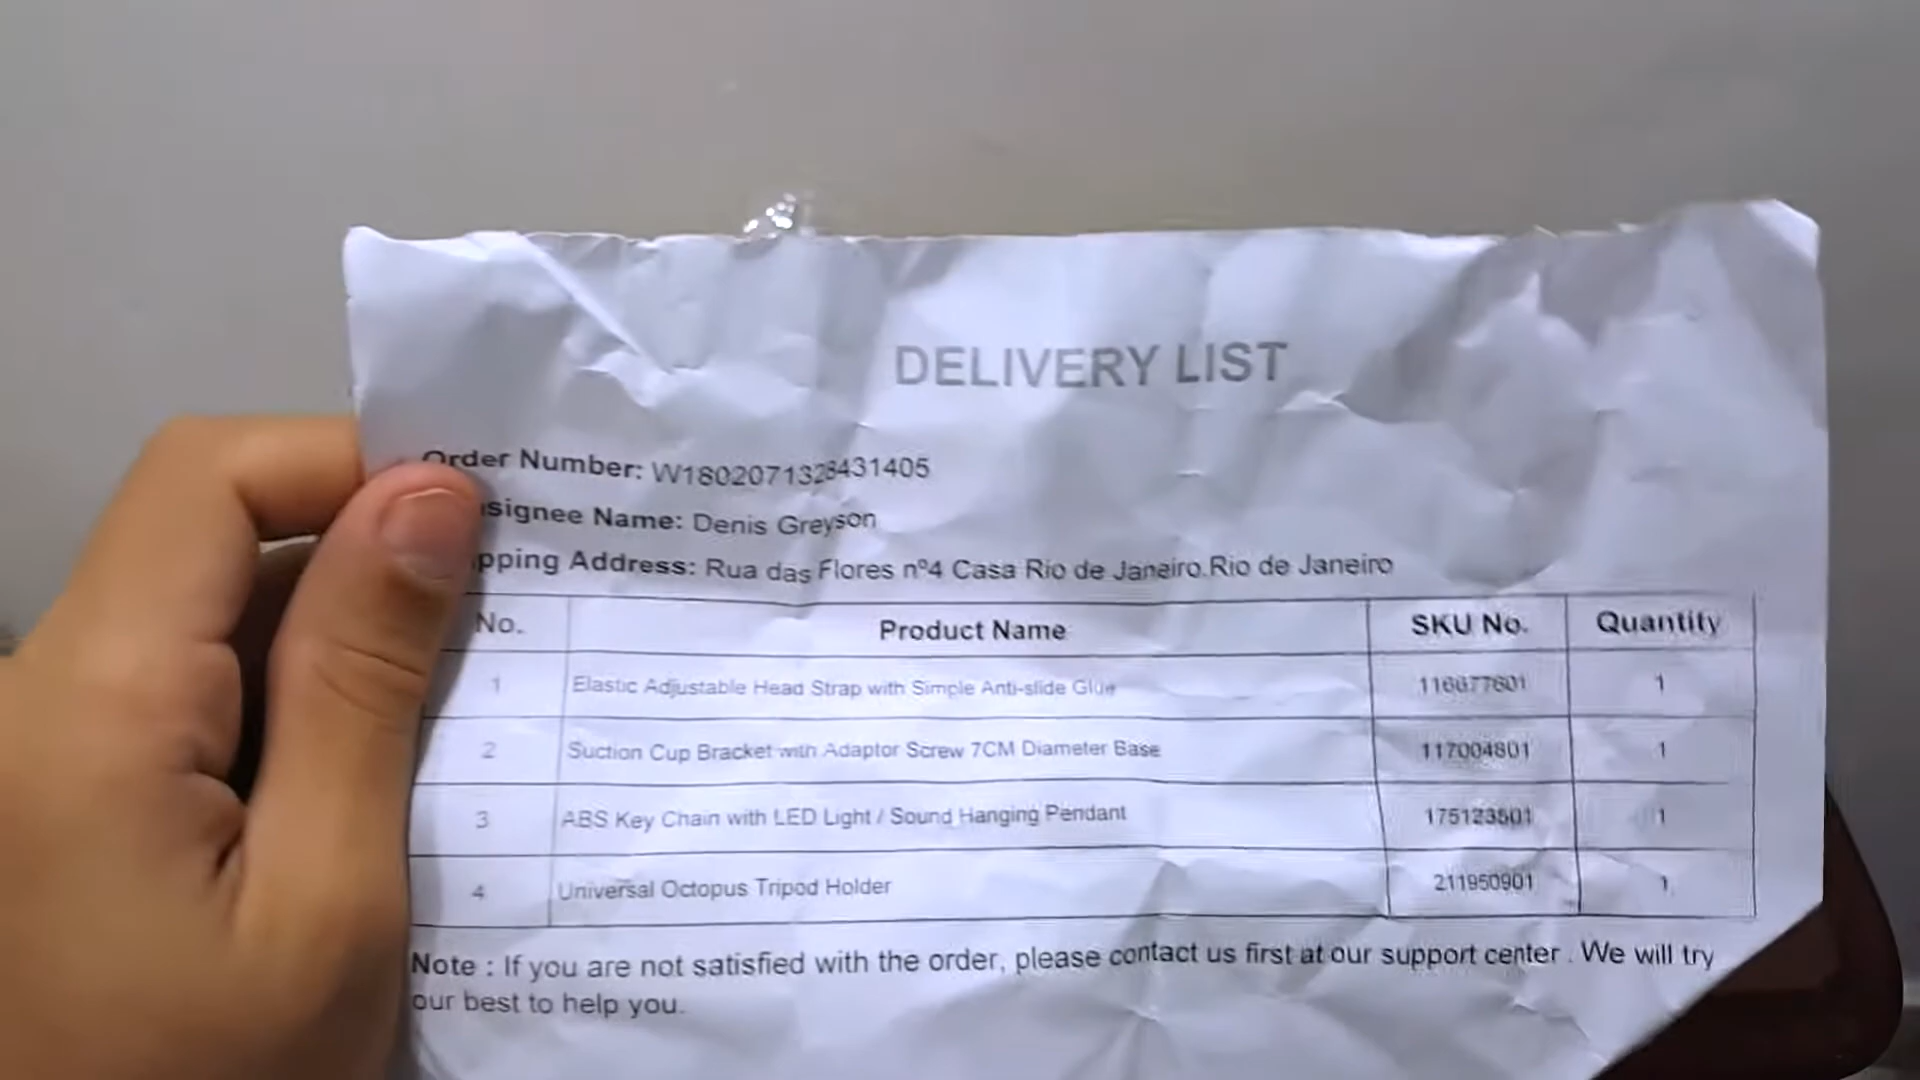 DELIVERY LIST
Order Number: W1802071328431405
signee Name: Denis Greyson
pping Address: Rua das Flores nº4 Casa Rio de Janeiro.Rio de Janeiro
No. Product Name SKU No. Quantity
1 Elastic Adjustable Head Strap with Simple Anti-slide Glue 116677601 1
2 Suction Cup Bracket with Adaptor Screw 7CM Diameter Base 117004801 1
3 ABS Key Chain with LED Light / Sound Hanging Pendant 175123501 1
4 Universal Octopus Tripod Holder 211950901 1
Note : If you are not satisfied with the order, please contact us first at our support center . We will try
our best to help you.